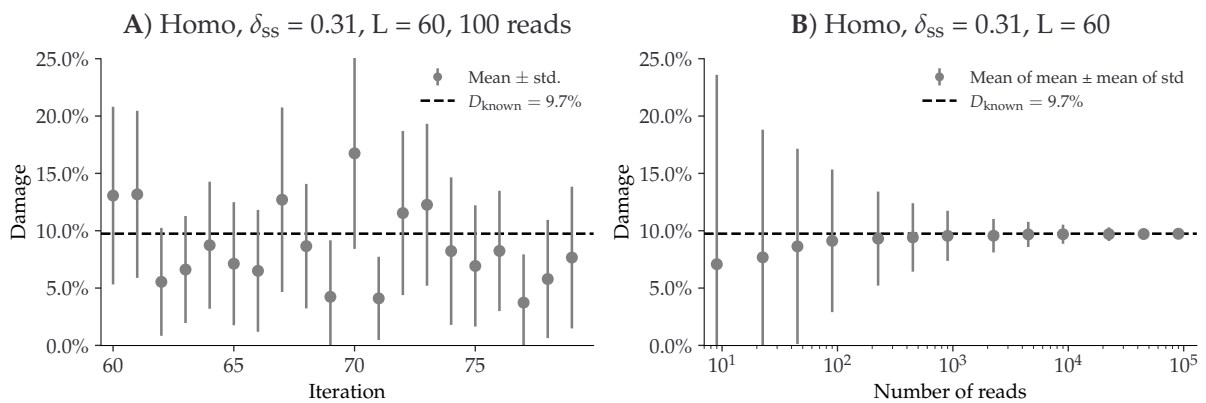 A) Homo, δss = 0.31, L = 60, 100 reads
25.0%
20.0%
15.0%
10.0%
5.0%
0.0%
Damage
Mean ± std.
Dknown = 9.7%
60
65
70
75
Iteration
B) Homo, δss = 0.31, L = 60
25.0%
20.0%
15.0%
10.0%
5.0%
0.0%
Damage
Mean of mean ± mean of std
Dknown = 9.7%
10¹
10²
10³
10⁴
10⁵
Number of reads